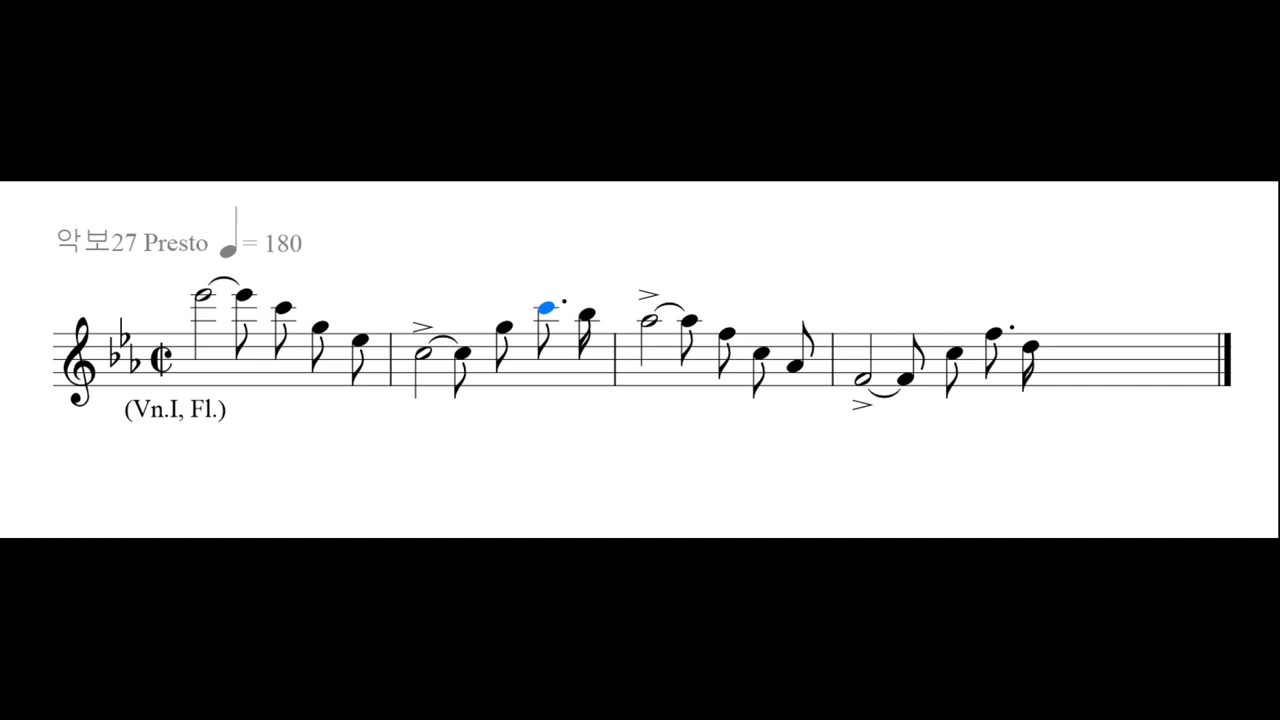 악보27 Presto = 180
(Vn.I, Fl.)